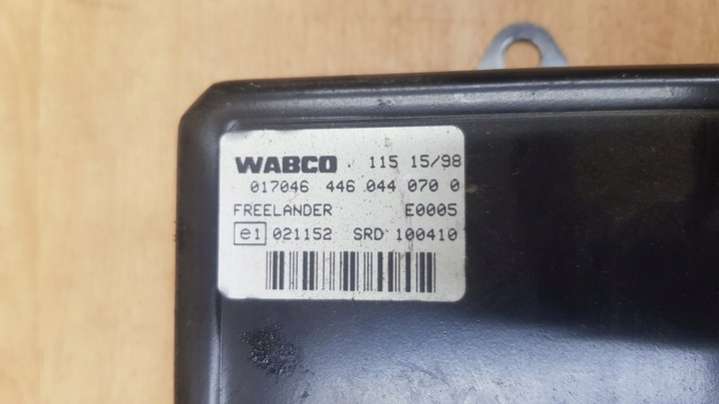 WABCO 115 15/98
017046 446 044 070 0
FREELANDER E0005
e1 021152 SRD 100410